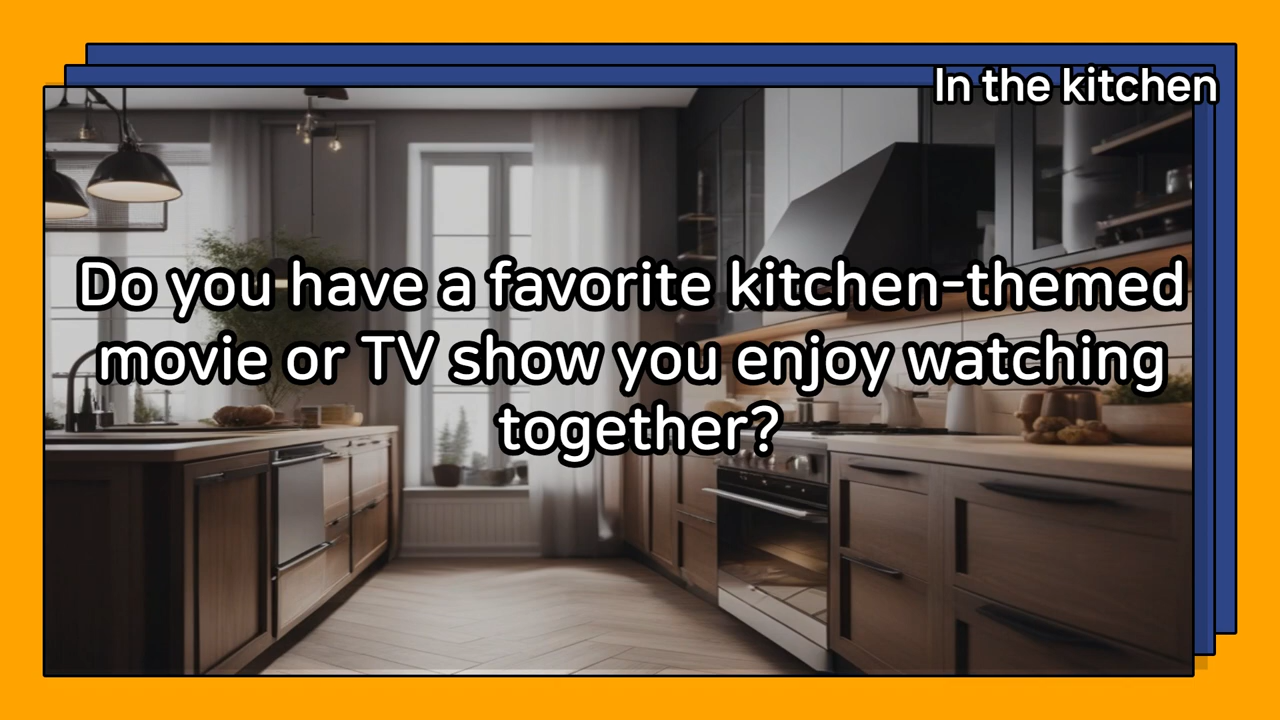 In the kitchen
Do you have a favorite kitchen-themed
movie or TV show you enjoy watching
together?